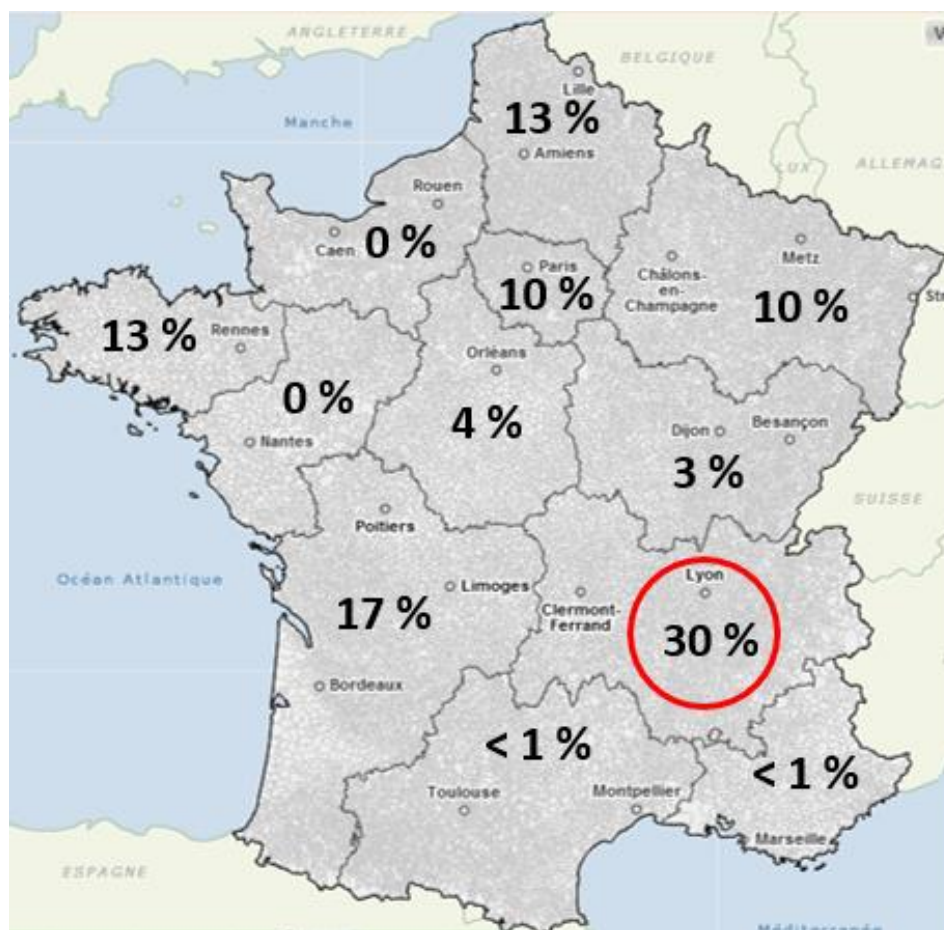 ANGLETERRE
V
BELGIQUE
Lille
13 %
Manche
Amiens
LUX
ALLEMAG
Rouen
Caen
0 %
Paris
10 %
Châlons-
en-
Champagne
Metz
10 %
Str
13 %
Rennes
Orléans
0 %
4 %
Nantes
Dijon
Besançon
3 %
SUISSE
Poitiers
Océan Atlantique
Limoges
17 %
Clermont-
Ferrand
Lyon
30 %
Bordeaux
< 1 %
< 1 %
Toulouse
Montpellier
Marseille
ESPAGNE
Méditerranée